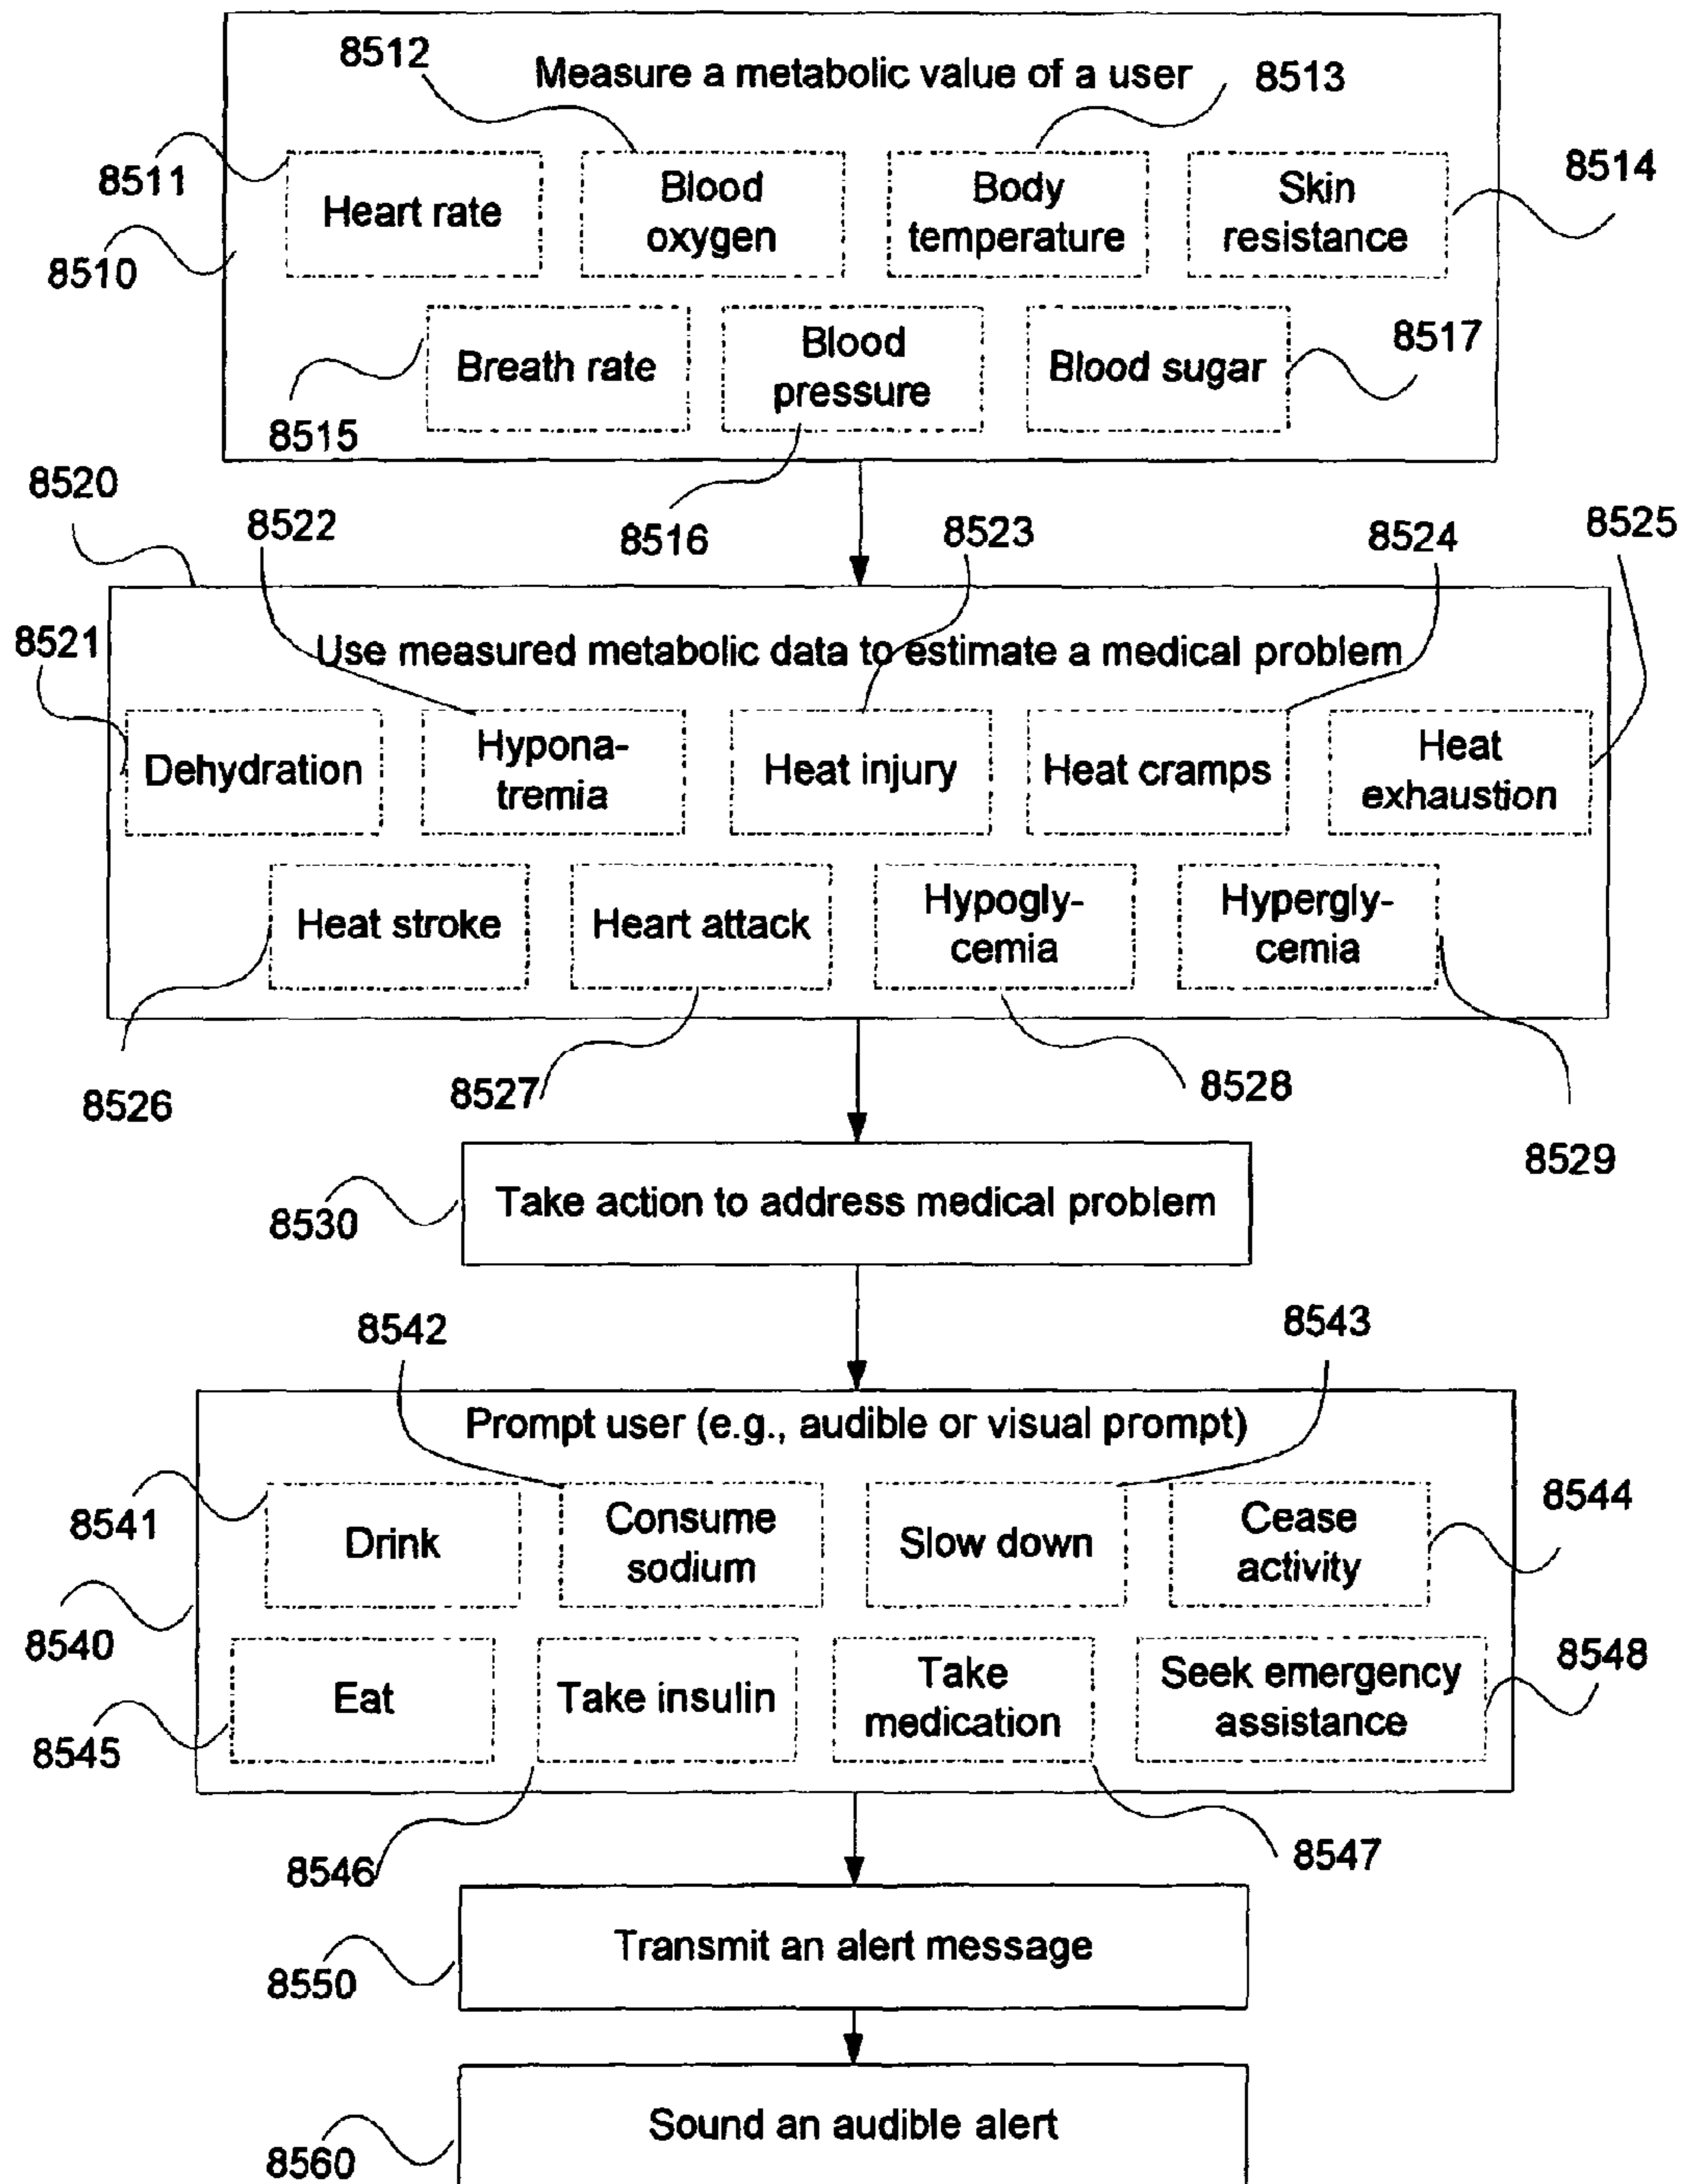 8512
Measure a metabolic value of a user
8513
8511
Heart rate
Blood
oxygen
Body
temperature
Skin
resistance
8514
8510
Breath rate
Blood
pressure
Blood sugar
8517
8515
8516
8520
8522
8523
8524
8525
8521
Use measured metabolic data to estimate a medical problem
Dehydration
Hypona-
tremia
Heat injury
Heat cramps
Heat
exhaustion
Heat stroke
Heart attack
Hypogly-
cemia
Hypergly-
cemia
8526
8527
8528
8529
8530
Take action to address medical problem
8542
8543
Prompt user (e.g., audible or visual prompt)
8541
Drink
Consume
sodium
Slow down
Cease
activity
8544
8540
Eat
Take insulin
Take
medication
Seek emergency
assistance
8548
8545
8546
8547
8550
Transmit an alert message
8560
Sound an audible alert